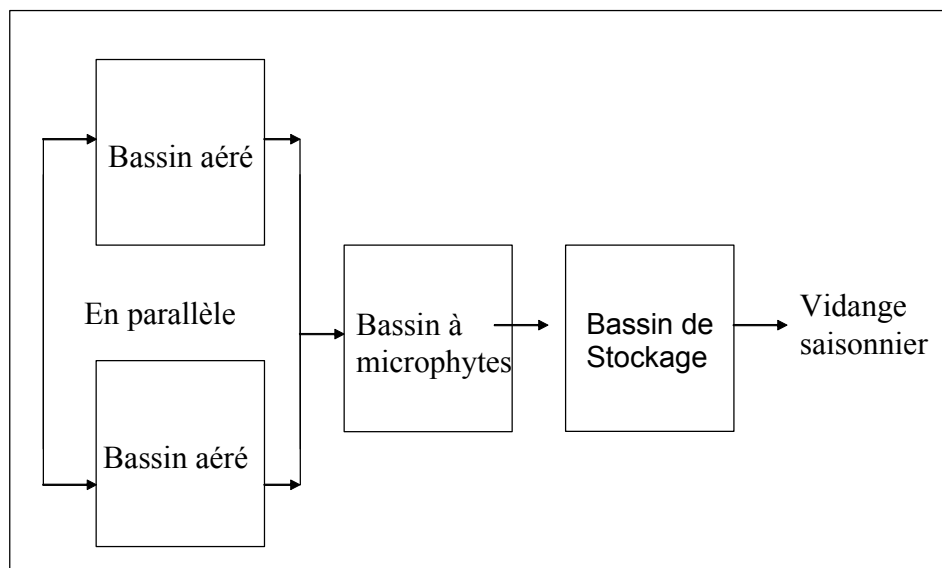 Bassin aéré
En parallèle
Bassin aéré
Bassin à
microphytes
Bassin de
Stockage
Vidange
saisonnier